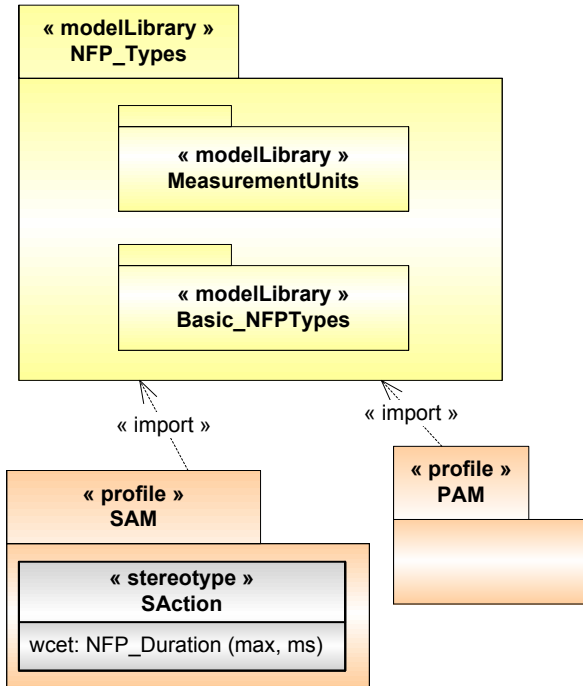 « modelLibrary »
NFP_Types
« modelLibrary »
MeasurementUnits
« modelLibrary »
Basic_NFPTypes
« import »
« import »
« profile »
SAM
« profile »
PAM
« stereotype »
SAction
wcet: NFP_Duration (max, ms)